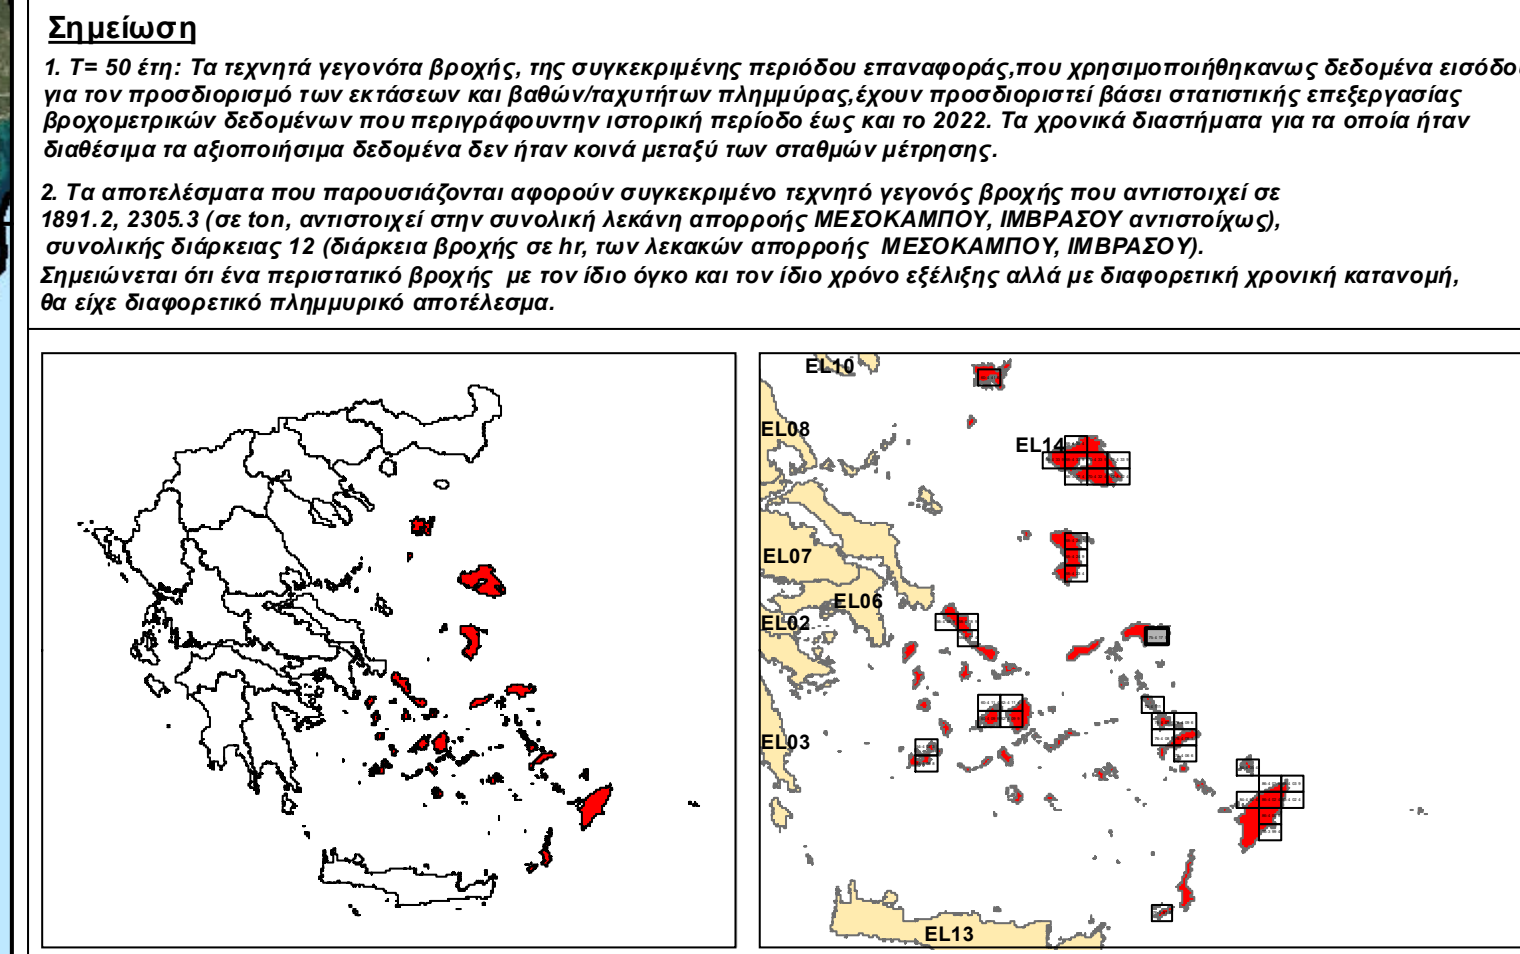 Σημείωση
1. Τ= 50 έτη: Τα τεχνητά γεγονότα βροχής, της συγκεκριμένης περιόδου επαναφοράς,που χρησιμοποιήθηκανως δεδομένα εισόδου
για τον προσδιορισμό των εκτάσεων και βαθών/ταχυτήτων πλημμύρας,έχουν προσδιοριστεί βάσει στατιστικής επεξεργασίας
βροχομετρικών δεδομένων που περιγράφουντην ιστορική περίοδο έως και το 2022. Τα χρονικά διαστήματα για τα οποία ήταν
διαθέσιμα τα αξιοποιήσιμα δεδομένα δεν ήταν κοινά μεταξύ των σταθμών μέτρησης.
2. Τα αποτελέσματα που παρουσιάζονται αφορούν συγκεκριμένο τεχνητό γεγονός βροχής που αντιστοιχεί σε
1891.2, 2305.3 (σε ton, αντιστοιχεί στην συνολική λεκάνη απορροής ΜΕΣΟΚΑΜΠΟΥ, ΙΜΒΡΑΣΟΥ αντιστοίχως),
συνολικής διάρκειας 12 (διάρκεια βροχής σε hr, των λεκακών απορροής ΜΕΣΟΚΑΜΠΟΥ, ΙΜΒΡΑΣΟΥ).
Σημειώνεται ότι ένα περιστατικό βροχής με τον ίδιο όγκο και τον ίδιο χρόνο εξέλιξης αλλά με διαφορετική χρονική κατανομή,
θα είχε διαφορετικό πλημμυρικό αποτέλεσμα.
EL10
EL08
EL14
EL07
EL06
EL02
EL03
EL13